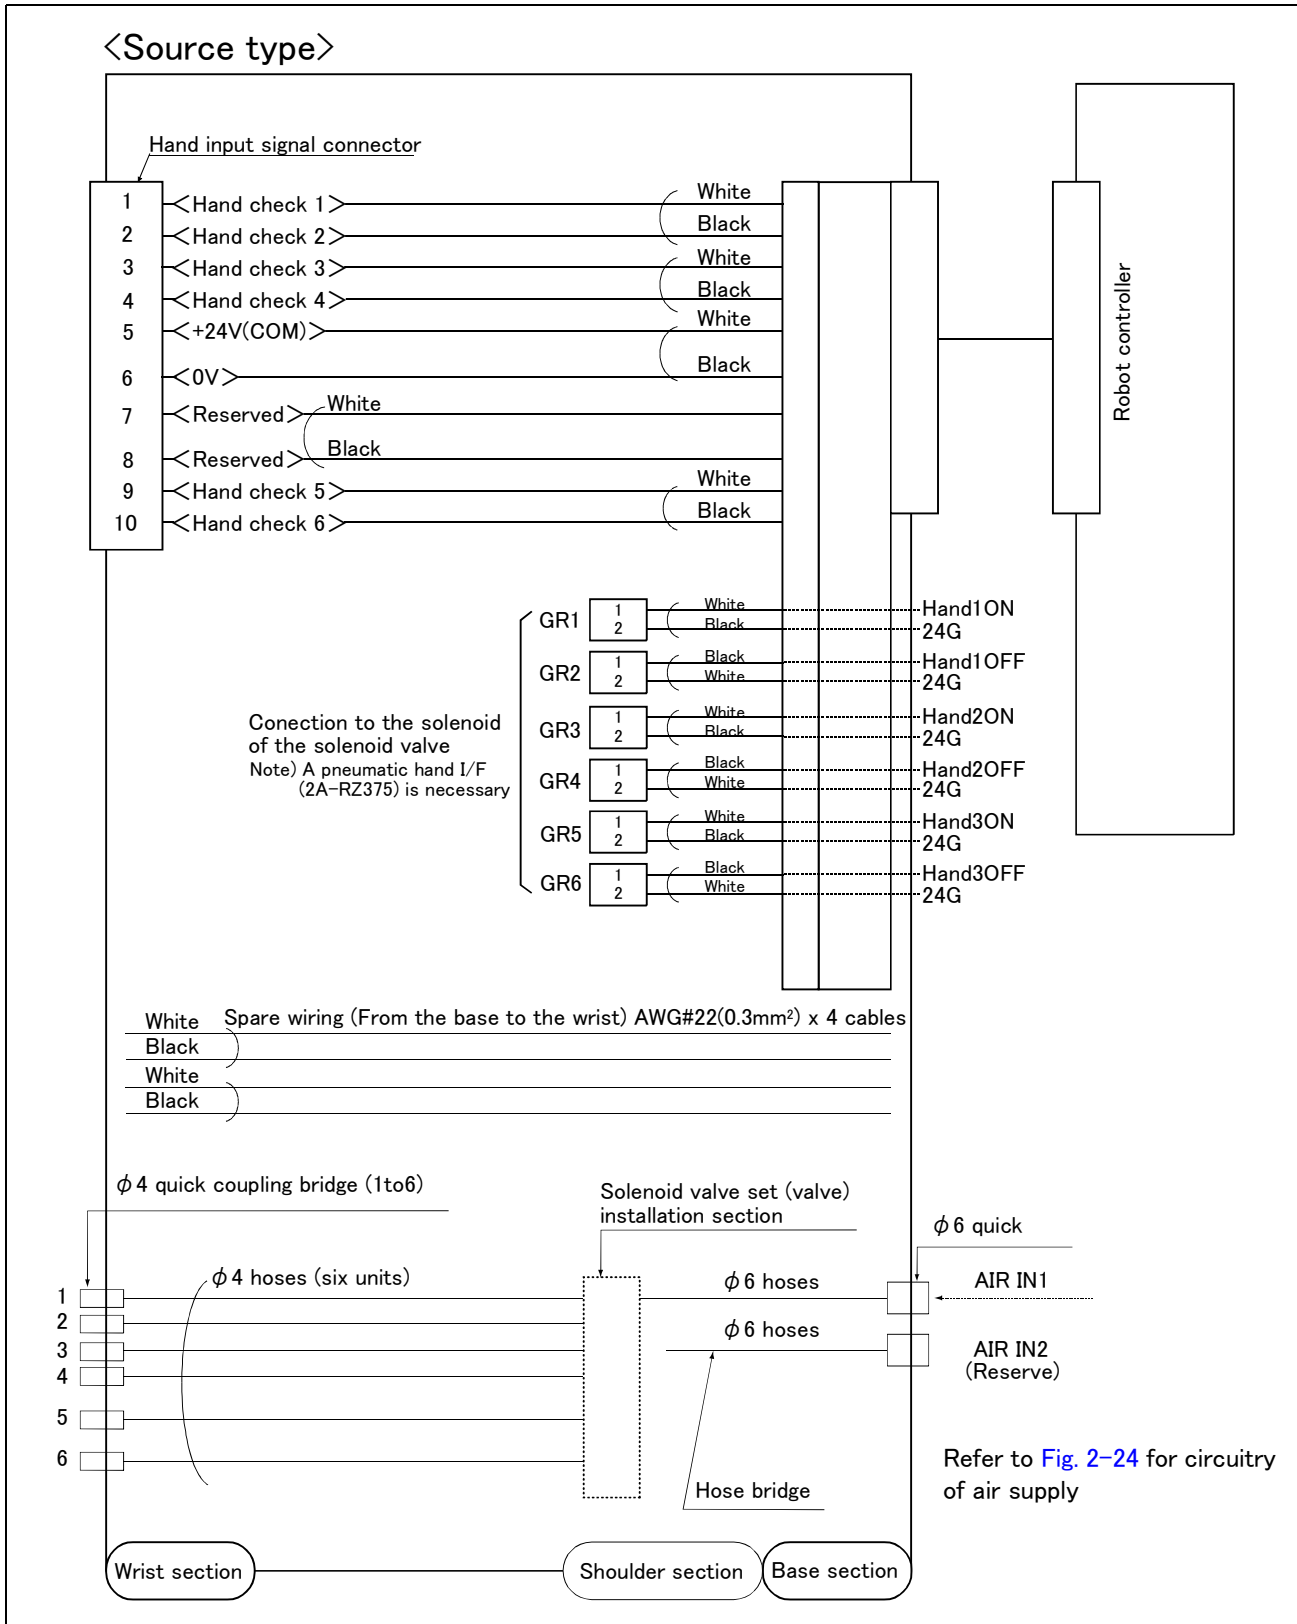 <Source type>
Hand input signal connector
1 <Hand check 1> White
2 <Hand check 2> Black
3 <Hand check 3> White
4 <Hand check 4> Black
5 <+24V(COM)> White
6 <0V> Black
7 <Reserved> White
8 <Reserved> Black
9 <Hand check 5> White
10 <Hand check 6> Black
Robot controller
GR1 1 White Hand1ON
2 Black 24G
GR2 1 Black Hand1OFF
2 White 24G
GR3 1 White Hand2ON
2 Black 24G
GR4 1 Black Hand2OFF
2 White 24G
GR5 1 White Hand3ON
2 Black 24G
GR6 1 Black Hand3OFF
2 White 24G
Conection to the solenoid
of the solenoid valve
Note) A pneumatic hand I/F
(2A-RZ375) is necessary
White Spare wiring (From the base to the wrist) AWG#22(0.3mm²) x 4 cables
Black
White
Black
φ4 quick coupling bridge (1to6)
Solenoid valve set (valve)
installation section
φ6 quick
φ4 hoses (six units)
φ6 hoses
AIR IN1
φ6 hoses
AIR IN2
(Reserve)
1
2
3
4
5
6
Hose bridge
Refer to Fig. 2-24 for circuitry
of air supply
Wrist section
Shoulder section
Base section